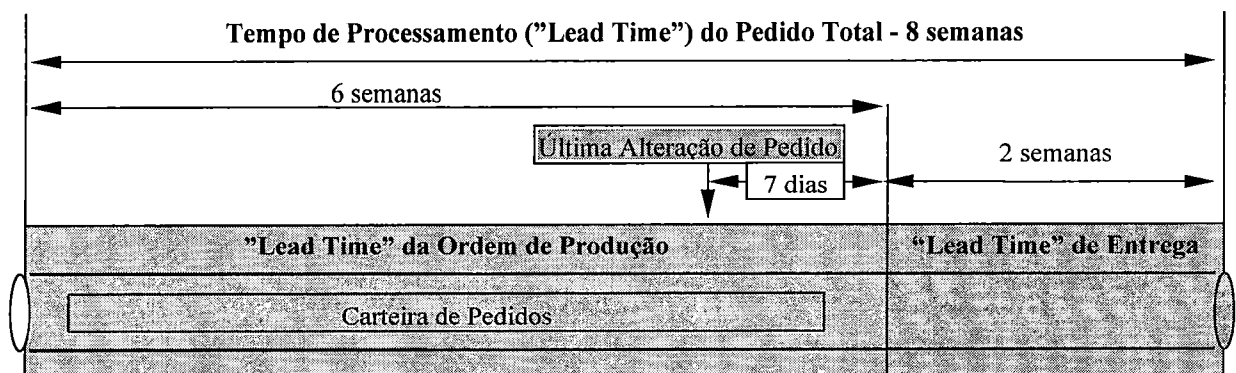 Tempo de Processamento ("Lead Time") do Pedido Total - 8 semanas
6 semanas
Última Alteração de Pedido
2 semanas
7 dias
"Lead Time" da Ordem de Produção
"Lead Time" de Entrega
Carteira de Pedidos